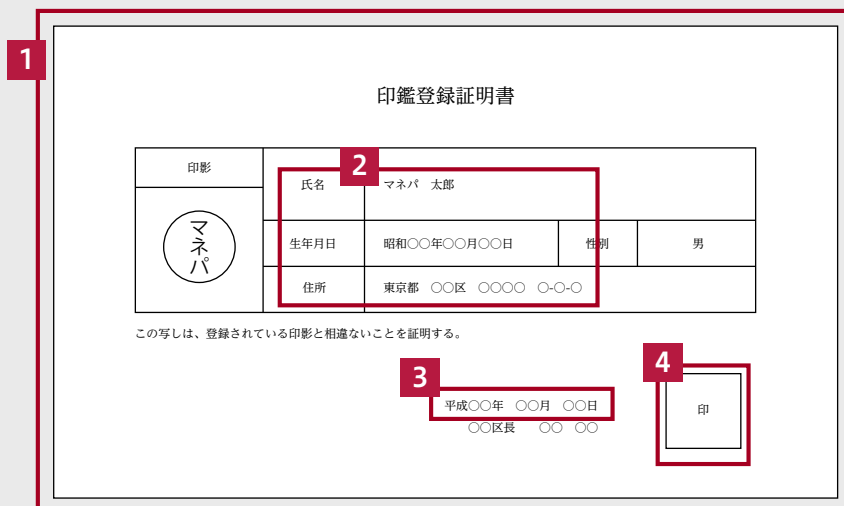 1
印鑑登録証明書
印影
2
氏名 マネパ 太郎
マネパ
生年月日 昭和○○年○○月○○日 性別 男
住所 東京都 ○○区 ○○○○ ○-○-○
この写しは、登録されている印影と相違ないことを証明する。
3
平成○○年 ○○月 ○○日
○○区長 ○○ ○○
4
印